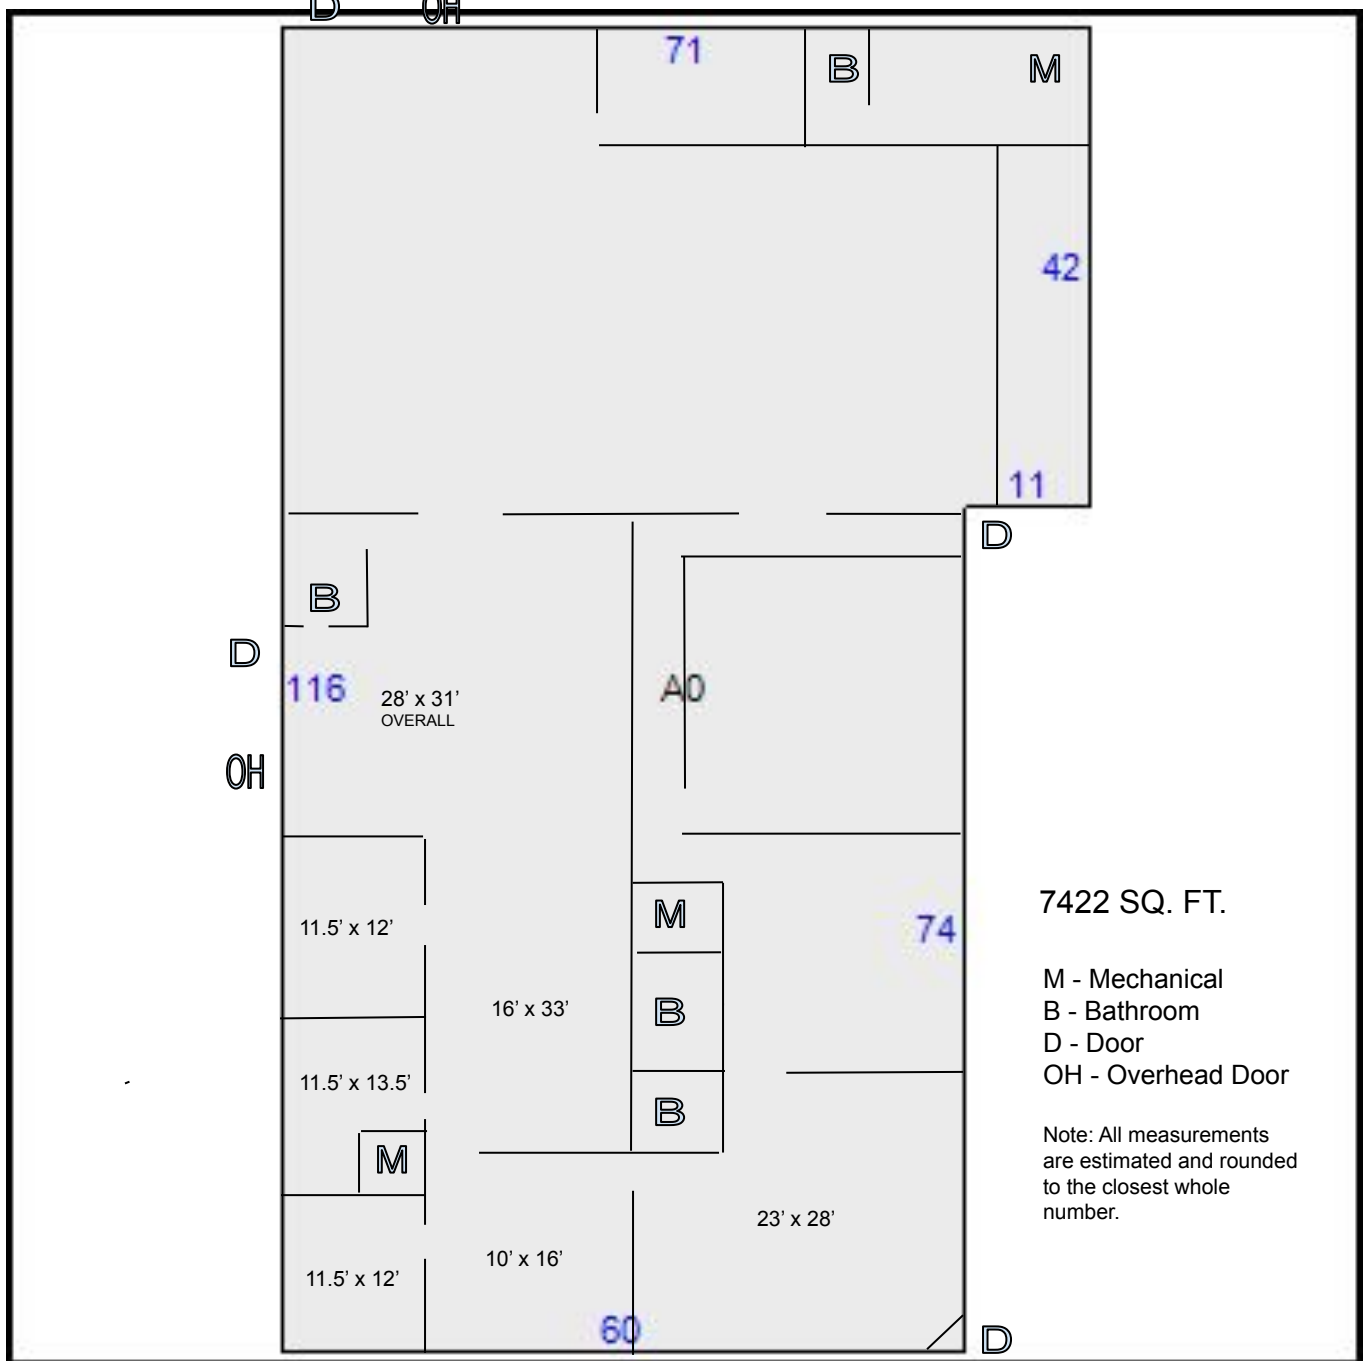 D OH
71 B M
42
11
D
B
D
116 28’ x 31’ A0
OVERALL
OH
7422 SQ. FT.
M
11.5’ x 12’ 74
M - Mechanical
16’ x 33’ B B - Bathroom
D - Door
11.5’ x 13.5’ OH - Overhead Door
B
Note: All measurements
M are estimated and rounded
to the closest whole
23’ x 28’ number.
10’ x 16’
11.5’ x 12’
60 D